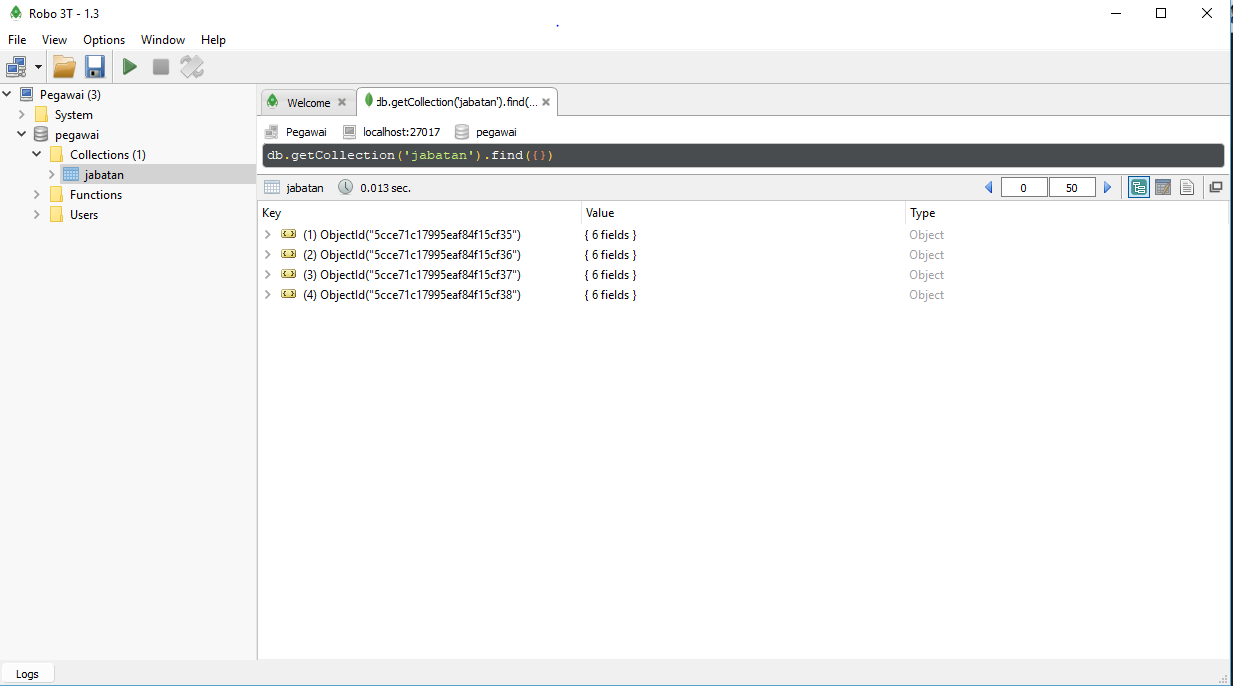 Robo 3T - 1.3
File View Options Window Help
Pegawai (3)
System
pegawai
Collections (1)
jabatan
Functions
Users
Welcome
db.getCollection('jabatan').find(...
Pegawai localhost:27017 pegawai
db.getCollection('jabatan').find({})
jabatan 0.013 sec. 0 50
Key Value Type
(1) ObjectId("5cce71c17995eaf84f15cf35") { 6 fields } Object
(2) ObjectId("5cce71c17995eaf84f15cf36") { 6 fields } Object
(3) ObjectId("5cce71c17995eaf84f15cf37") { 6 fields } Object
(4) ObjectId("5cce71c17995eaf84f15cf38") { 6 fields } Object
Logs